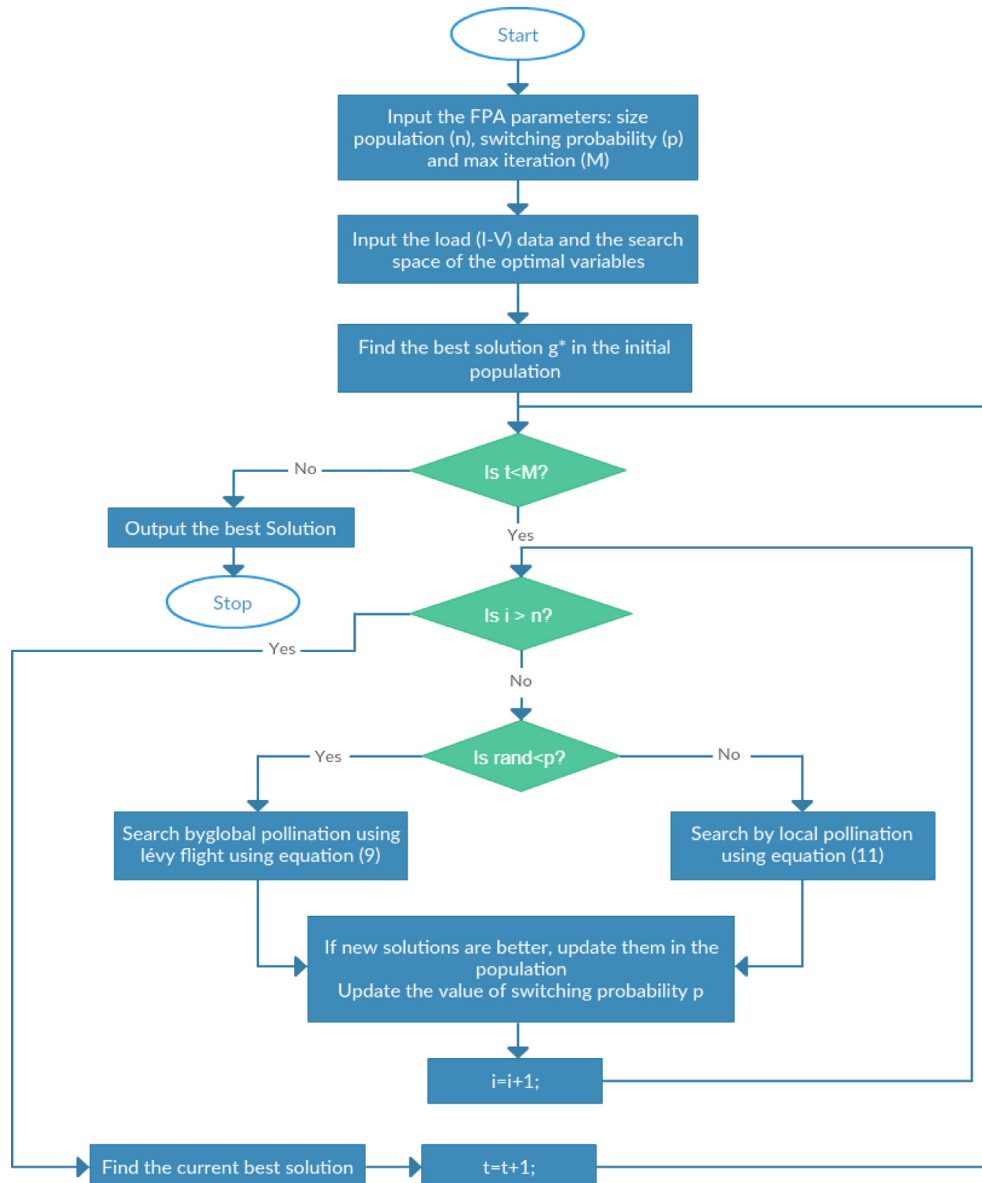 Start
Input the FPA parameters: size
population (n), switching probability (p)
and max iteration (M)
Input the load (I-V) data and the search
space of the optimal variables
Find the best solution g* in the initial
population
Is t<M?
No
Yes
Output the best Solution
Stop
Is i > n?
Yes
No
Is rand<p?
Yes
No
Search byglobal pollination using
lévy flight using equation (9)
Search by local pollination
using equation (11)
If new solutions are better, update them in the
population
Update the value of switching probability p
i=i+1;
Find the current best solution
t=t+1;